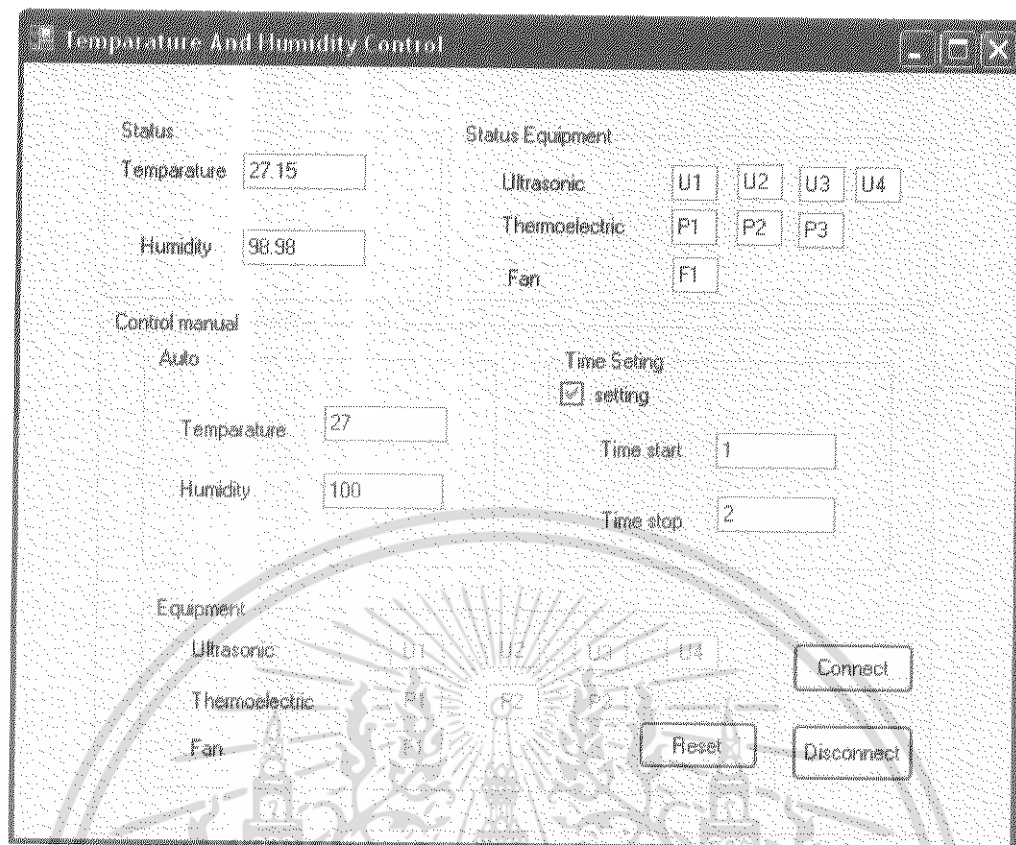 Temparature And Humidity Control
Status
Temparature 27.15
Humidity 98.98
Status Equipment
Ultrasonic U1 U2 U3 U4
Thermoelectric P1 P2 P3
Fan F1
Control manual
Auto
Temparature 27
Humidity 100
Time Seting
setting
Time start 1
Time stop 2
Equipment
Ultrasonic U1 U2 U3 U4
Thermoelectric P1 P2 P3
Fan F1
Connect
Reset
Disconnect